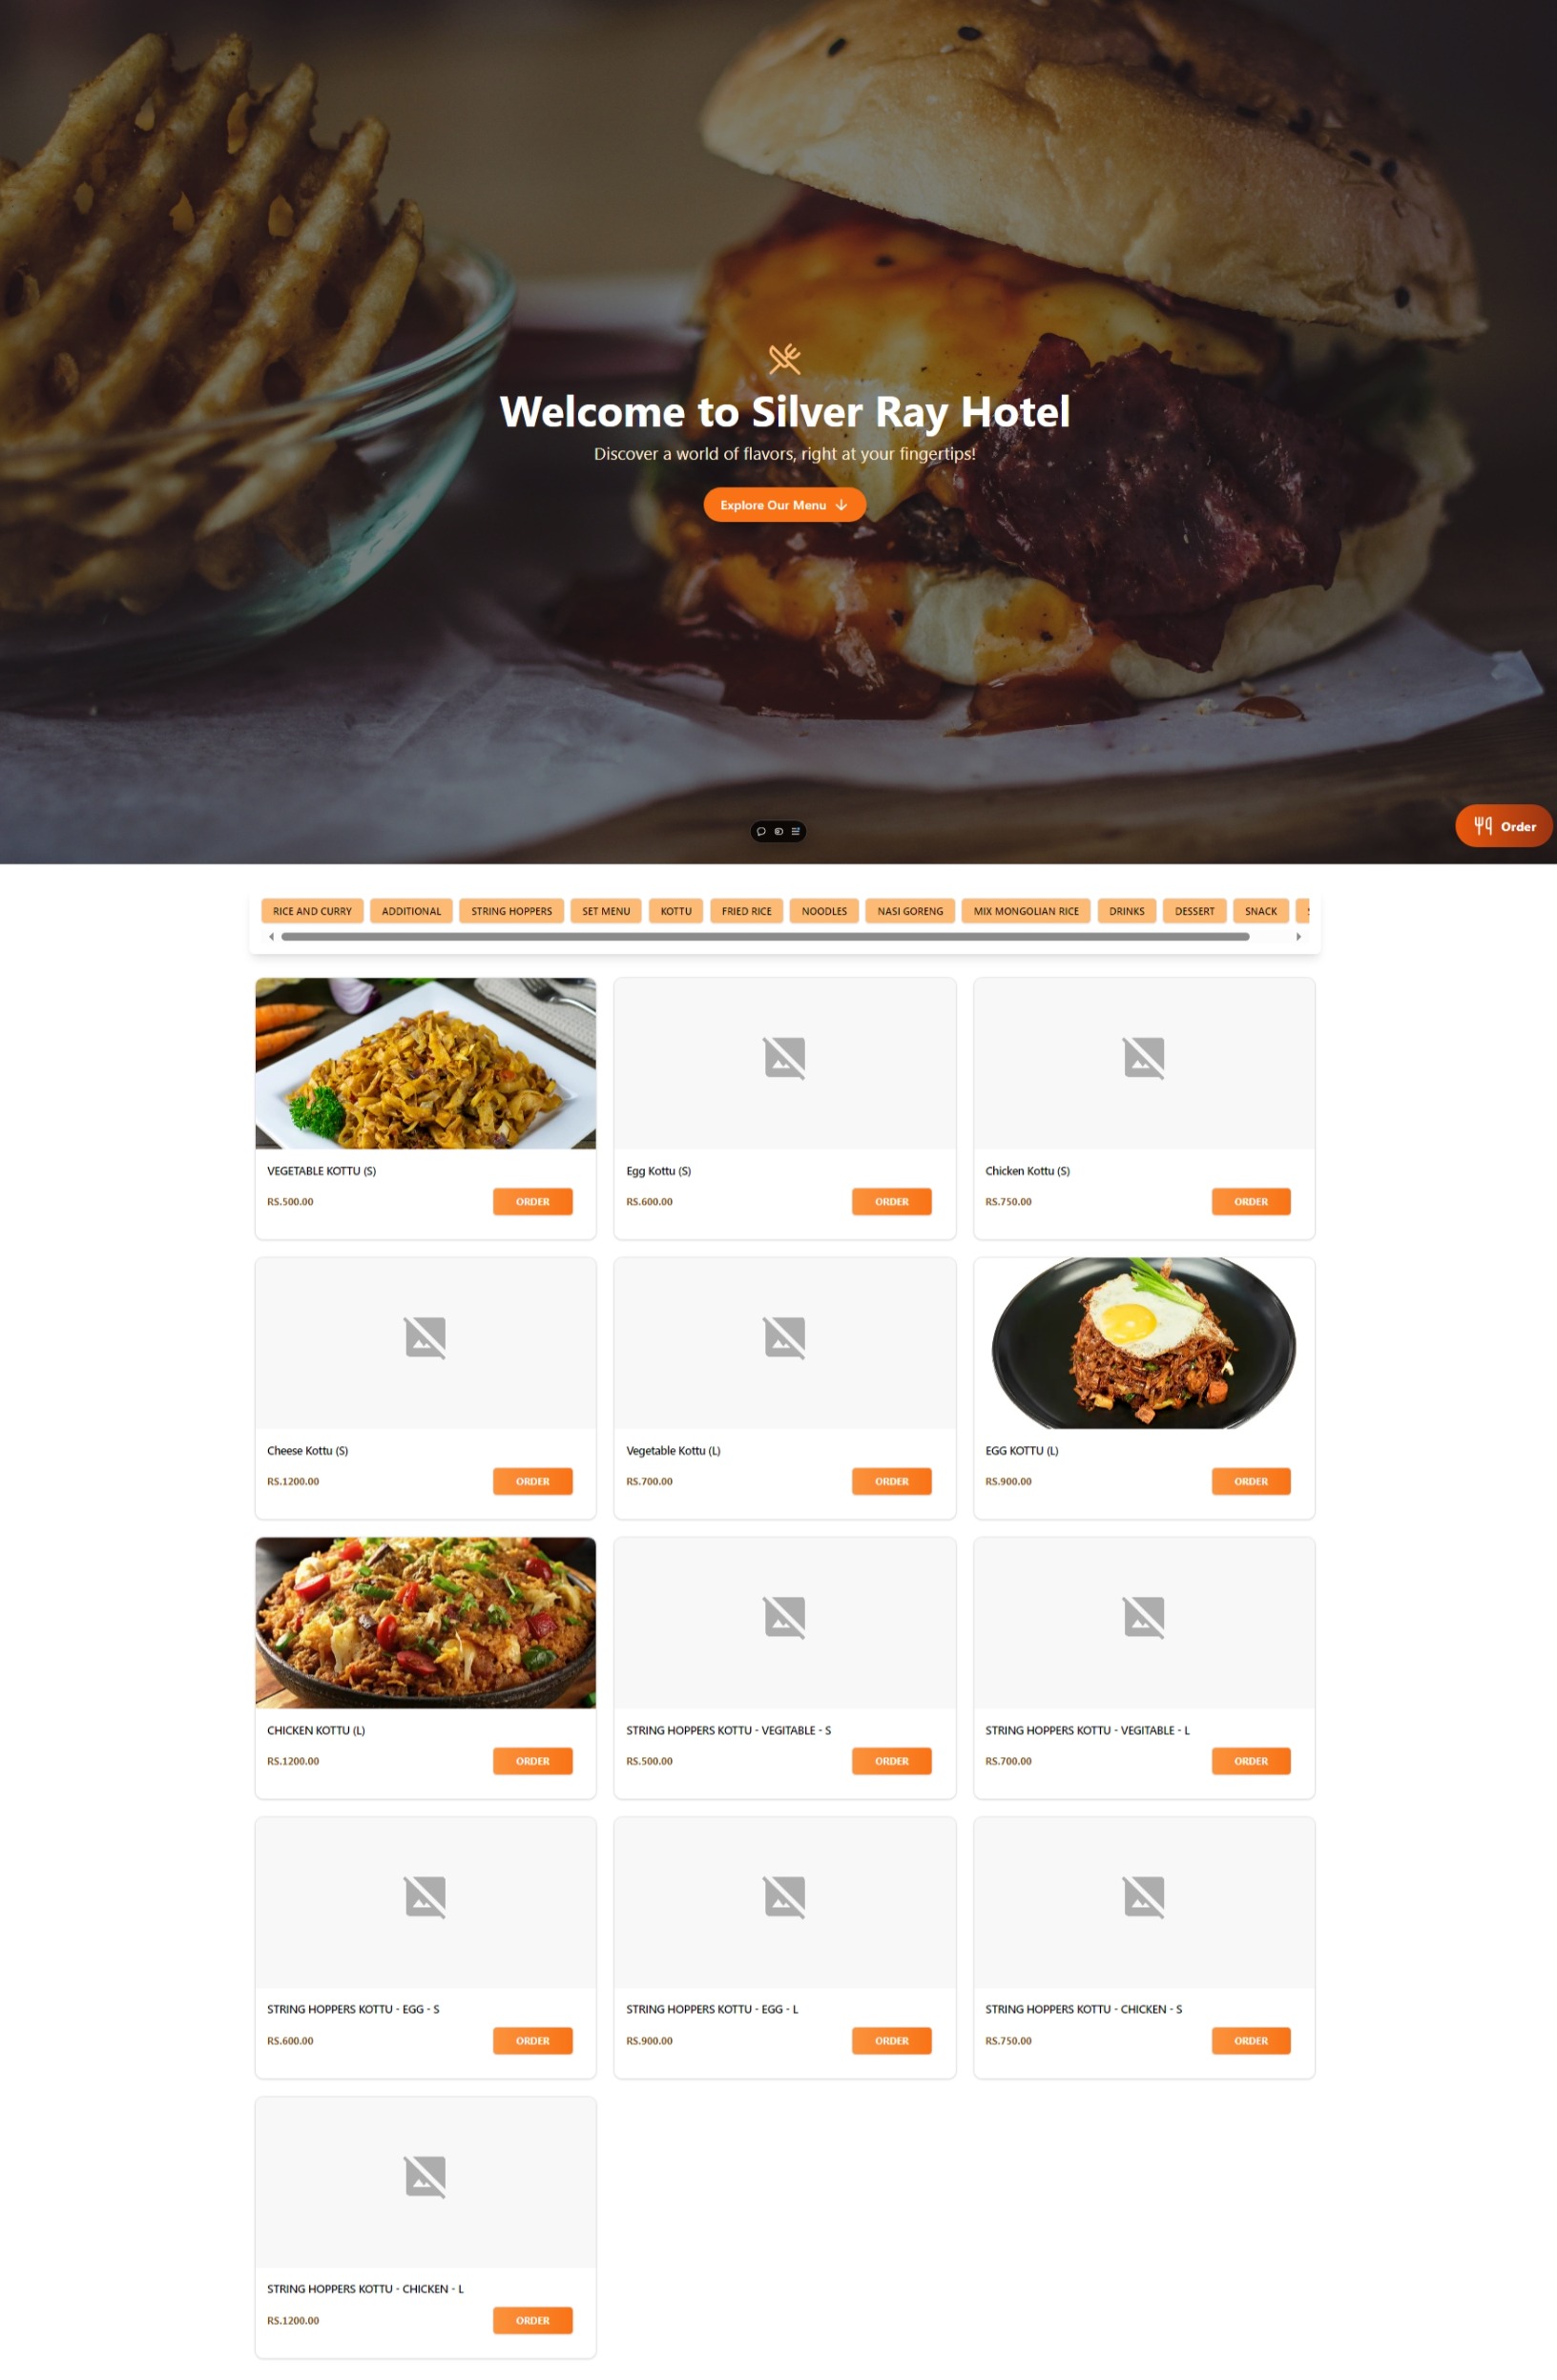 Welcome to Silver Ray Hotel
Discover a world of flavors, right at your fingertips!
Explore Our Menu
Order
RICE AND CURRY ADDITIONAL STRING HOPPERS SET MENU KOTTU FRIED RICE NOODLES NASI GORENG MIX MONGOLIAN RICE DRINKS DESSERT SNACK
VEGETABLE KOTTU (S)
RS.500.00 ORDER
Egg Kottu (S)
RS.600.00 ORDER
Chicken Kottu (S)
RS.750.00 ORDER
Cheese Kottu (S)
RS.1200.00 ORDER
Vegetable Kottu (L)
RS.700.00 ORDER
EGG KOTTU (L)
RS.900.00 ORDER
CHICKEN KOTTU (L)
RS.1200.00 ORDER
STRING HOPPERS KOTTU - VEGITABLE - S
RS.500.00 ORDER
STRING HOPPERS KOTTU - VEGITABLE - L
RS.700.00 ORDER
STRING HOPPERS KOTTU - EGG - S
RS.600.00 ORDER
STRING HOPPERS KOTTU - EGG - L
RS.900.00 ORDER
STRING HOPPERS KOTTU - CHICKEN - S
RS.750.00 ORDER
STRING HOPPERS KOTTU - CHICKEN - L
RS.1200.00 ORDER